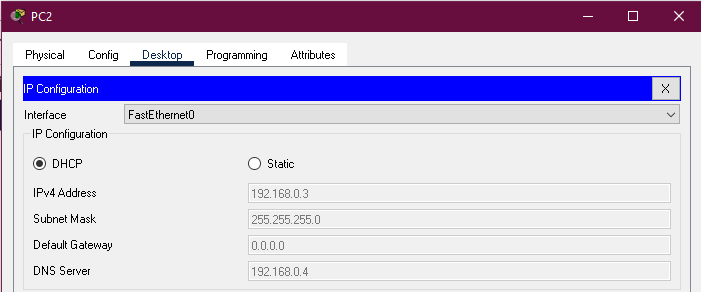 PC2
Physical Config Desktop Programming Attributes
IP Configuration X
Interface FastEthernet0
IP Configuration
DHCP Static
IPv4 Address 192.168.0.3
Subnet Mask 255.255.255.0
Default Gateway 0.0.0.0
DNS Server 192.168.0.4